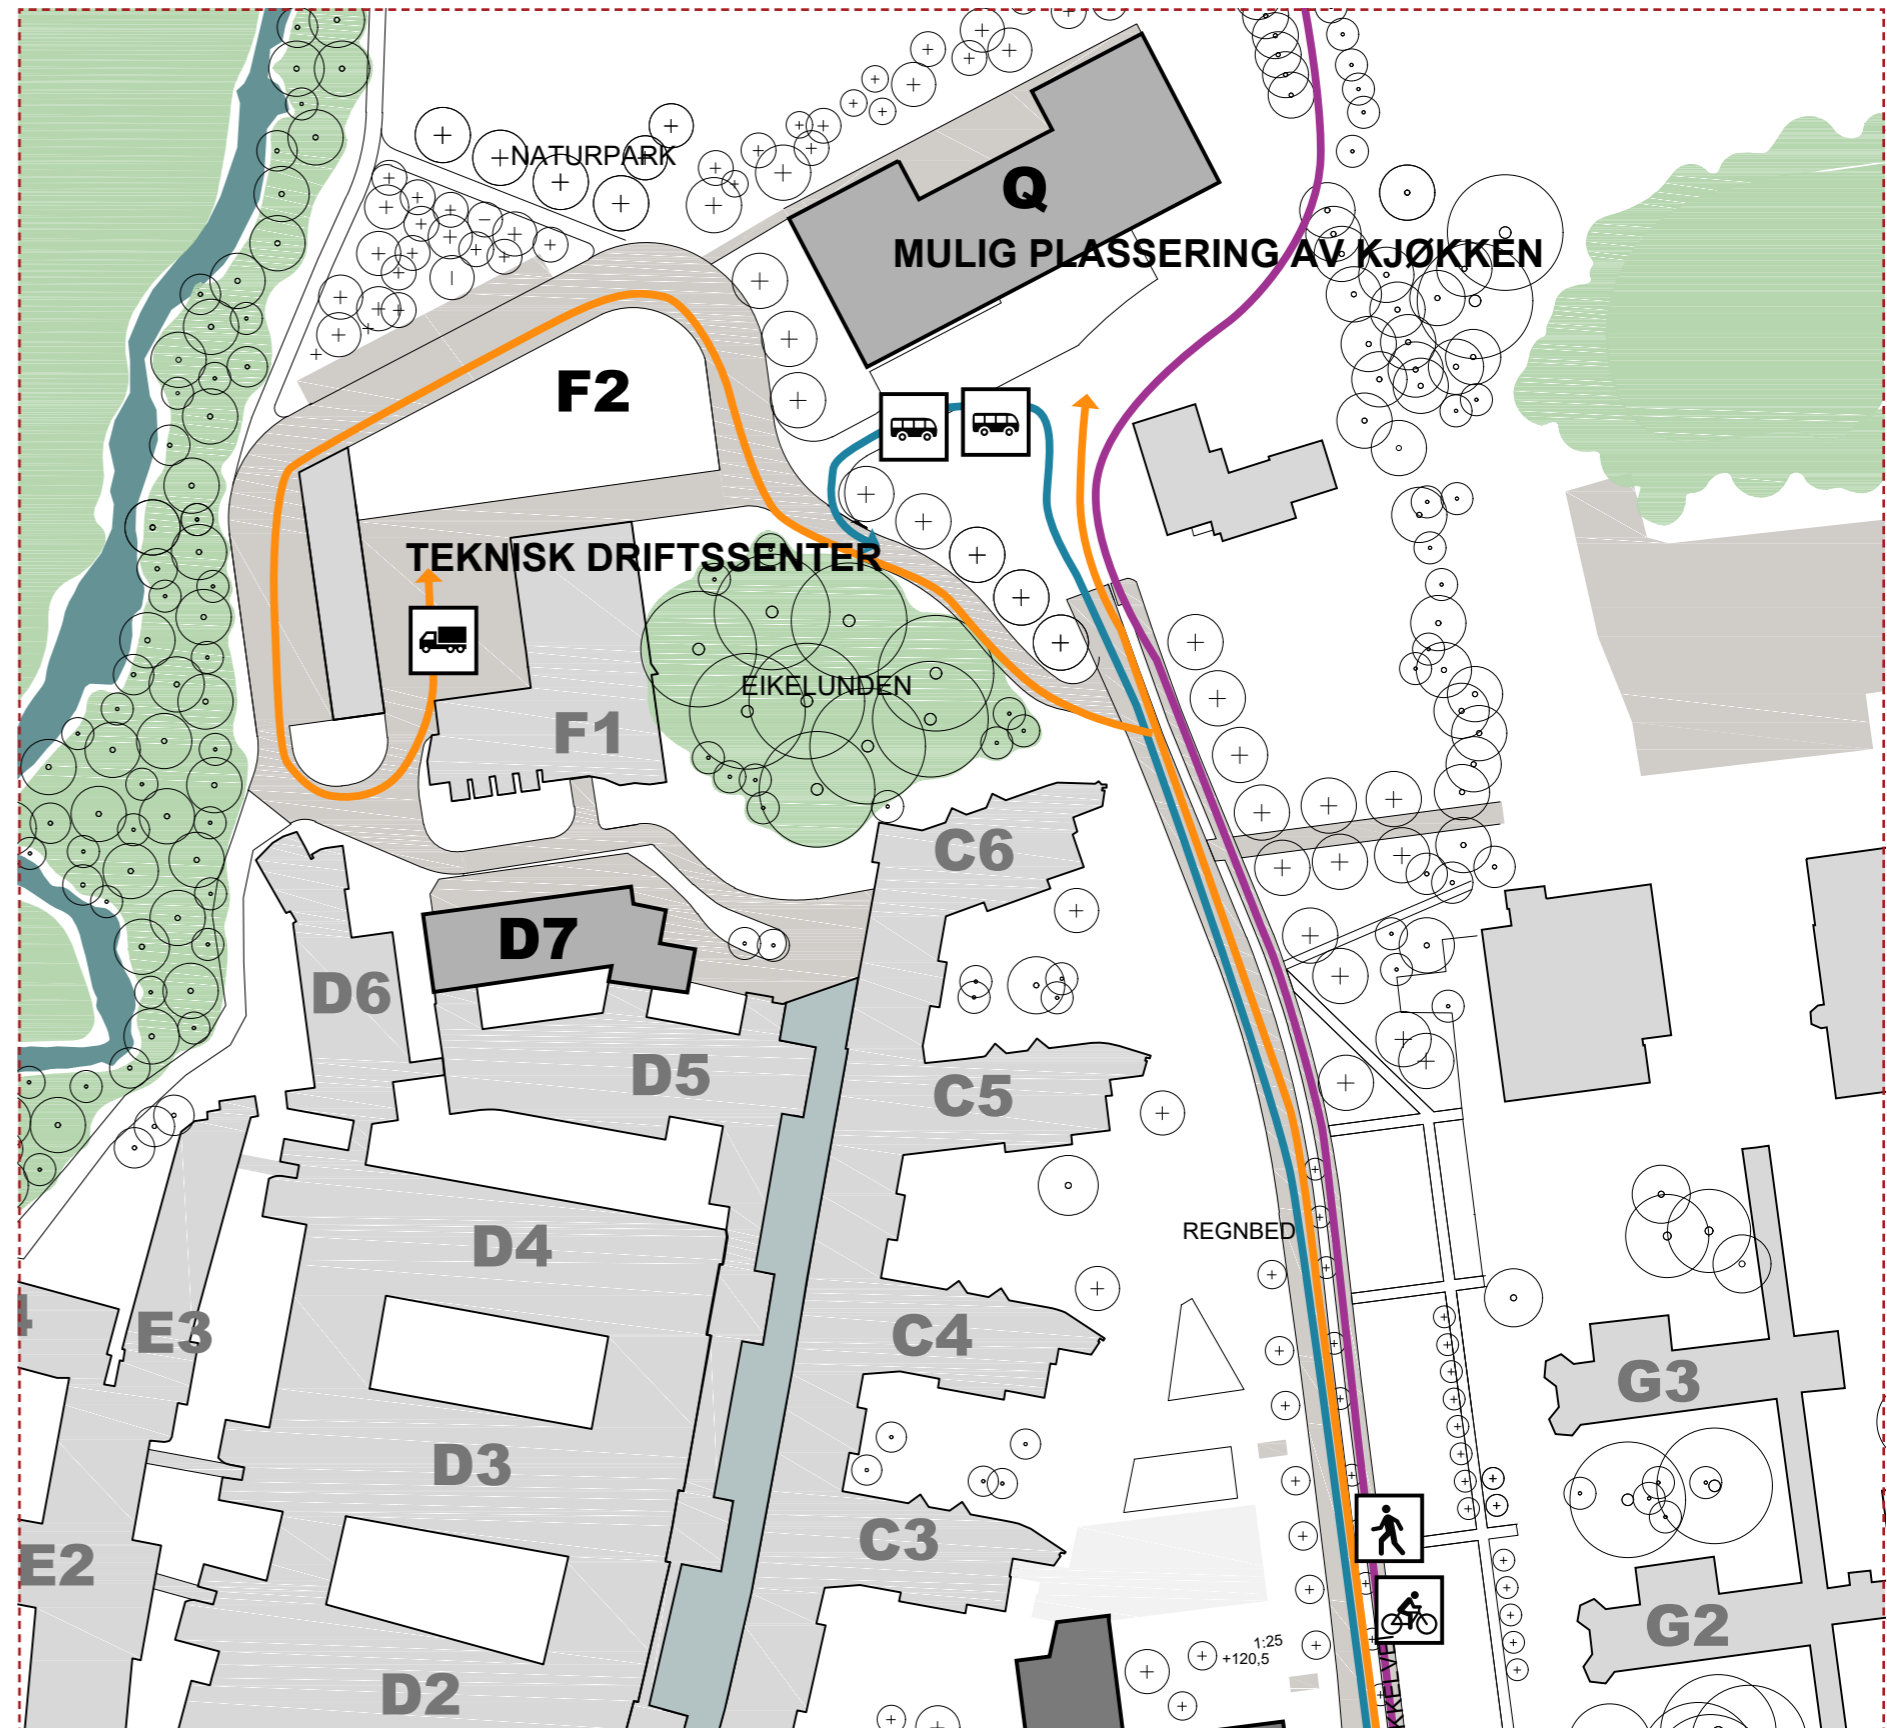 NATURPARK
Q
MULIG PLASSERING AV KJØKKEN
F2
TEKNISK DRIFTSSENTER
EIKELUNDEN
F1
C6
D7
D6
D5
C5
REGNBED
D4
E3
C4
G3
D3
C3
E2
G2
1:25
+120,5
D2